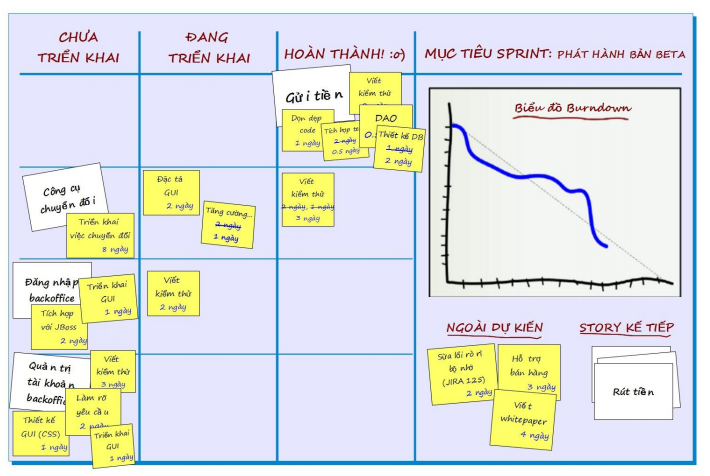 CHƯA
TRIỂN KHAI
ĐANG
TRIỂN KHAI
HOÀN THÀNH! :o)
MỤC TIÊU SPRINT: PHÁT HÀNH BẢN BETA
Gửi tiền
Viết
kiểm thử
Dọn dẹp
code
1 ngày
Tích hợp
2 ngày
0.5 ngày
DAO
Thiết kế DB
1 ngày
2 ngày
Công cụ
chuyển đổi
Triển khai
việc chuyển đổi
8 ngày
Đặc tả
GUI
2 ngày
Tăng cường...
2 ngày
1 ngày
Viết
kiểm thử
2 ngày, 2 ngày
3 ngày
Đăng nhập
backoffice
Triển khai
GUI
1 ngày
Tích hợp
với JBoss
2 ngày
Viết
kiểm thử
2 ngày
Quản trị
tài khoản
backoffic
Viết
kiểm thử
3 ngày
Làm rõ
yêu cầu
2 ngày
Thiết kế
GUI (CSS)
1 ngày
Triển khai
GUI
1 ngày
Biểu đồ Burndown
NGOÀI DỰ KIẾN
Sửa lỗi rò rỉ
bộ nhớ
(JIRA 125)
2 ngày
Hỗ trợ
bán hàng
3 ngày
Viết
whitepaper
4 ngày
STORY KẾ TIẾP
Rút tiền